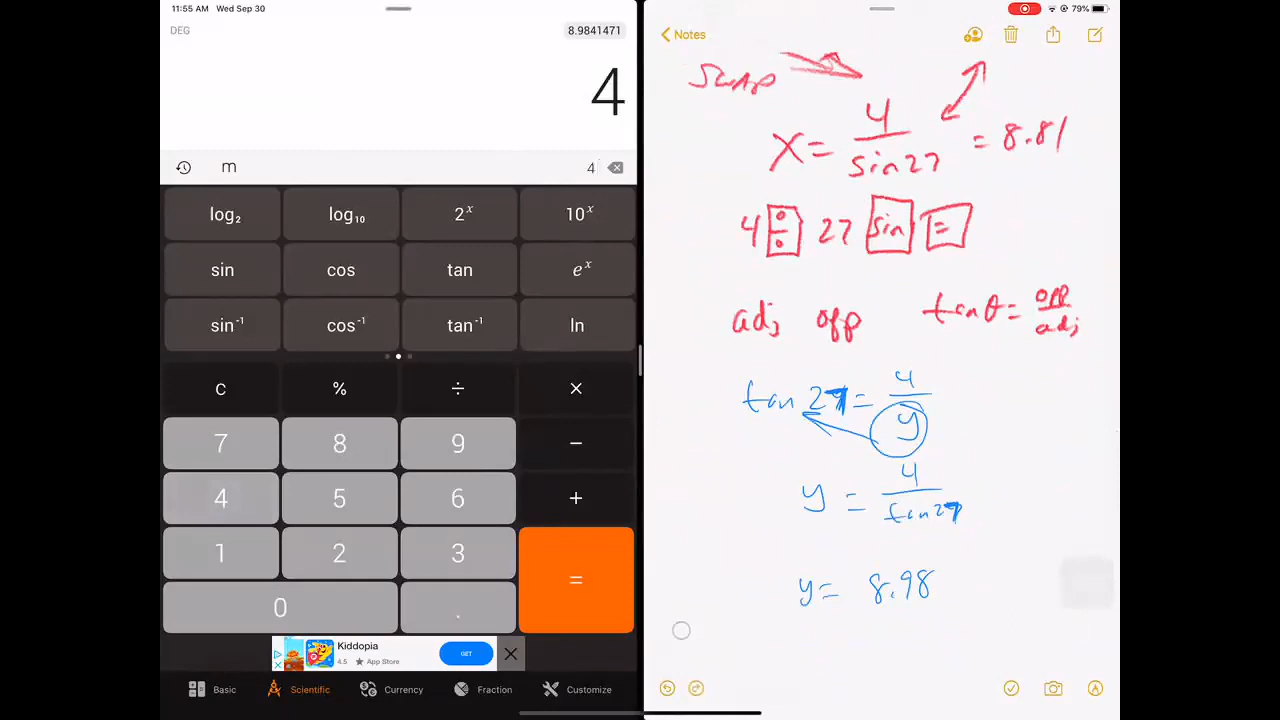 11:55 AM Wed Sep 30
79%
DEG
8.9841471
4
m
4
log₂ log₁₀ 2ˣ 10ˣ
sin cos tan eˣ
sin⁻¹ cos⁻¹ tan⁻¹ ln
C % ÷ ×
7 8 9 −
4 5 6 +
1 2 3 =
0 .
Kiddopia
4.5 ★ App Store
GET
Basic Scientific Currency Fraction Customize
Notes
Swap
x = 4/sin27 = 8.81
4 ÷ 27 sin =
adj opp tanθ = opp/adj
tan 27 = 4/y
y = 4/tan27
y = 8.98